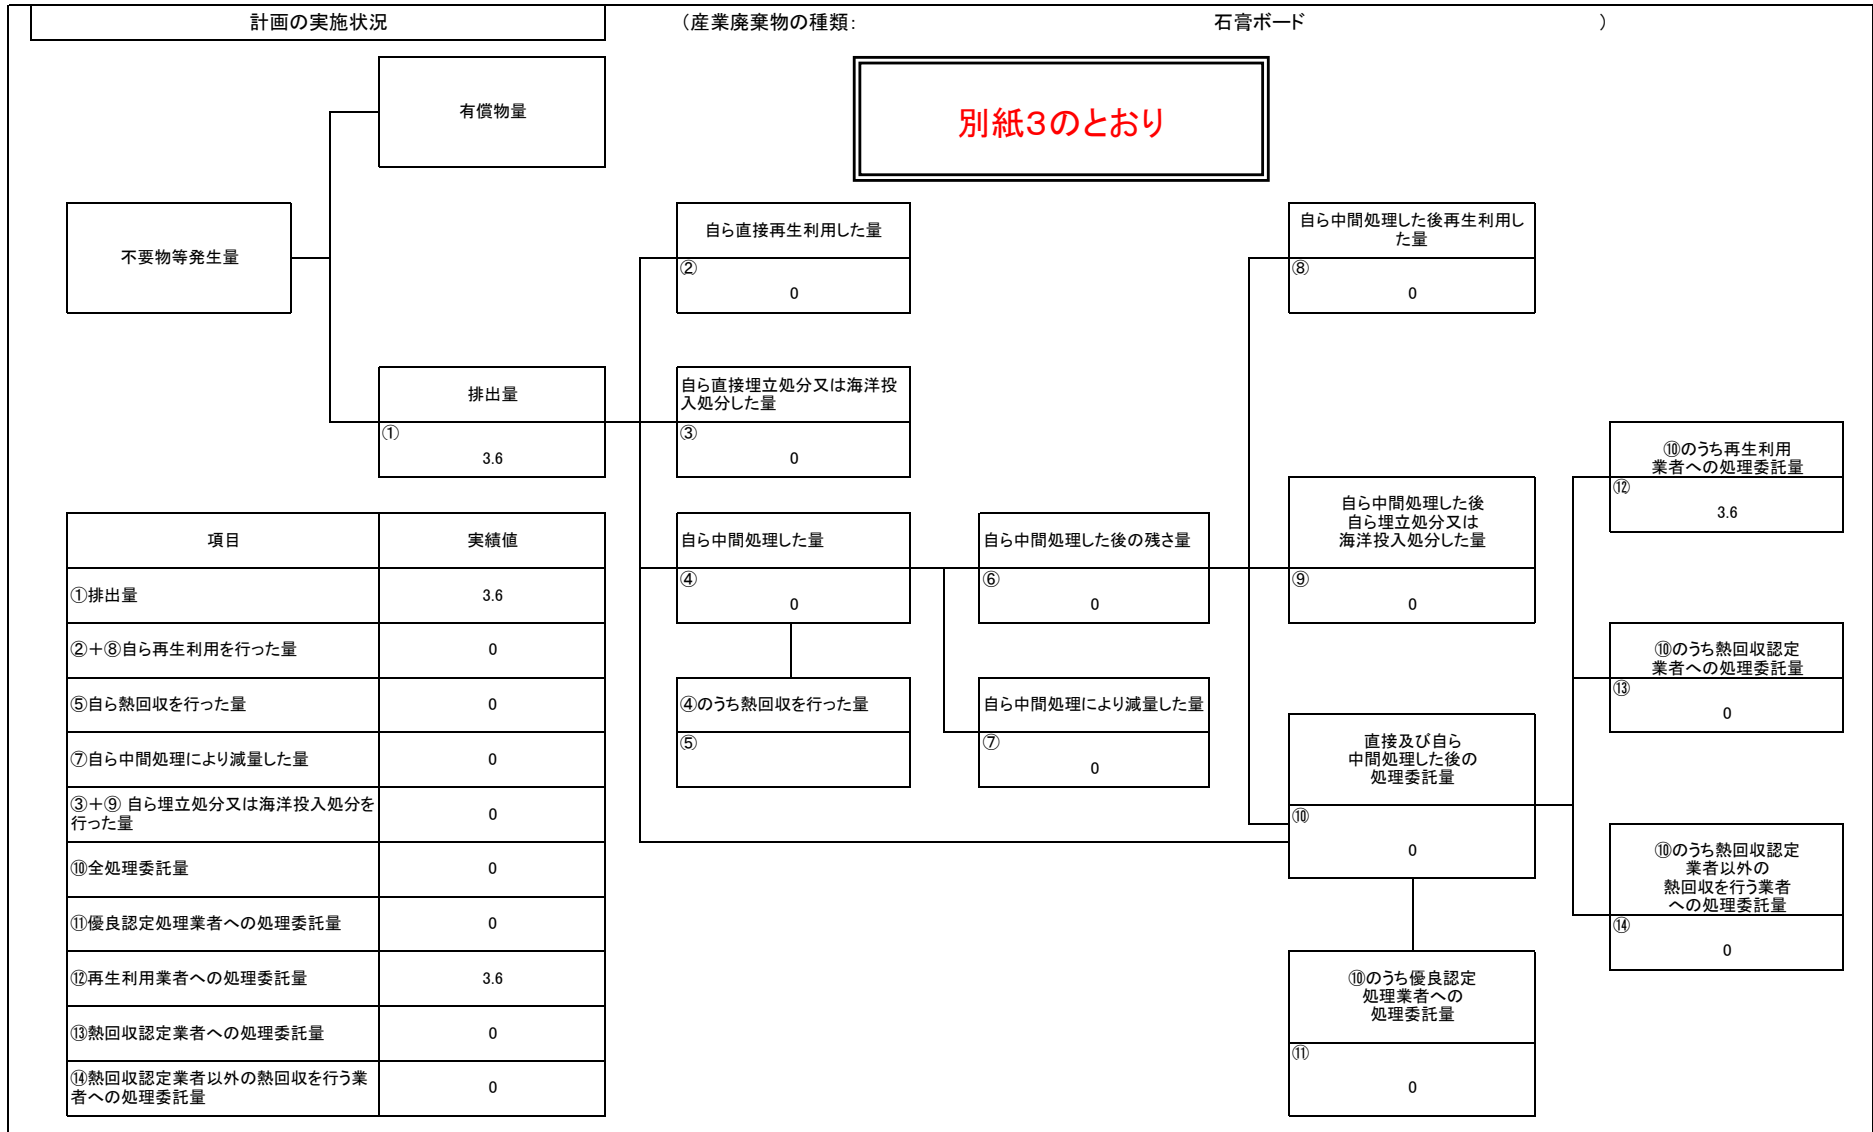 計画の実施状況
（産業廃棄物の種類： 石膏ボード ）
有償物量
別紙３のとおり
不要物等発生量
自ら直接再生利用した量
②
0
自ら中間処理した後再生利用し
た量
⑧
0
排出量
①
3.6
自ら直接埋立処分又は海洋投
入処分した量
③
0
⑩のうち再生利用
業者への処理委託量
⑫
3.6
自ら中間処理した量
④
0
自ら中間処理した後の残さ量
⑥
0
自ら中間処理した後
自ら埋立処分又は
海洋投入処分した量
⑨
0
⑩のうち熱回収認定
業者への処理委託量
⑬
0
④のうち熱回収を行った量
⑤
自ら中間処理により減量した量
⑦
0
直接及び自ら
中間処理した後の
処理委託量
⑩
0
⑩のうち熱回収認定
業者以外の
熱回収を行う業者
への処理委託量
⑭
0
⑩のうち優良認定
処理業者への
処理委託量
⑪
0
項目 実績値
①排出量 3.6
②＋⑧自ら再生利用を行った量 0
⑤自ら熱回収を行った量 0
⑦自ら中間処理により減量した量 0
③＋⑨ 自ら埋立処分又は海洋投入処分を
行った量 0
⑩全処理委託量 0
⑪優良認定処理業者への処理委託量 0
⑫再生利用業者への処理委託量 3.6
⑬熱回収認定業者への処理委託量 0
⑭熱回収認定業者以外の熱回収を行う業
者への処理委託量 0